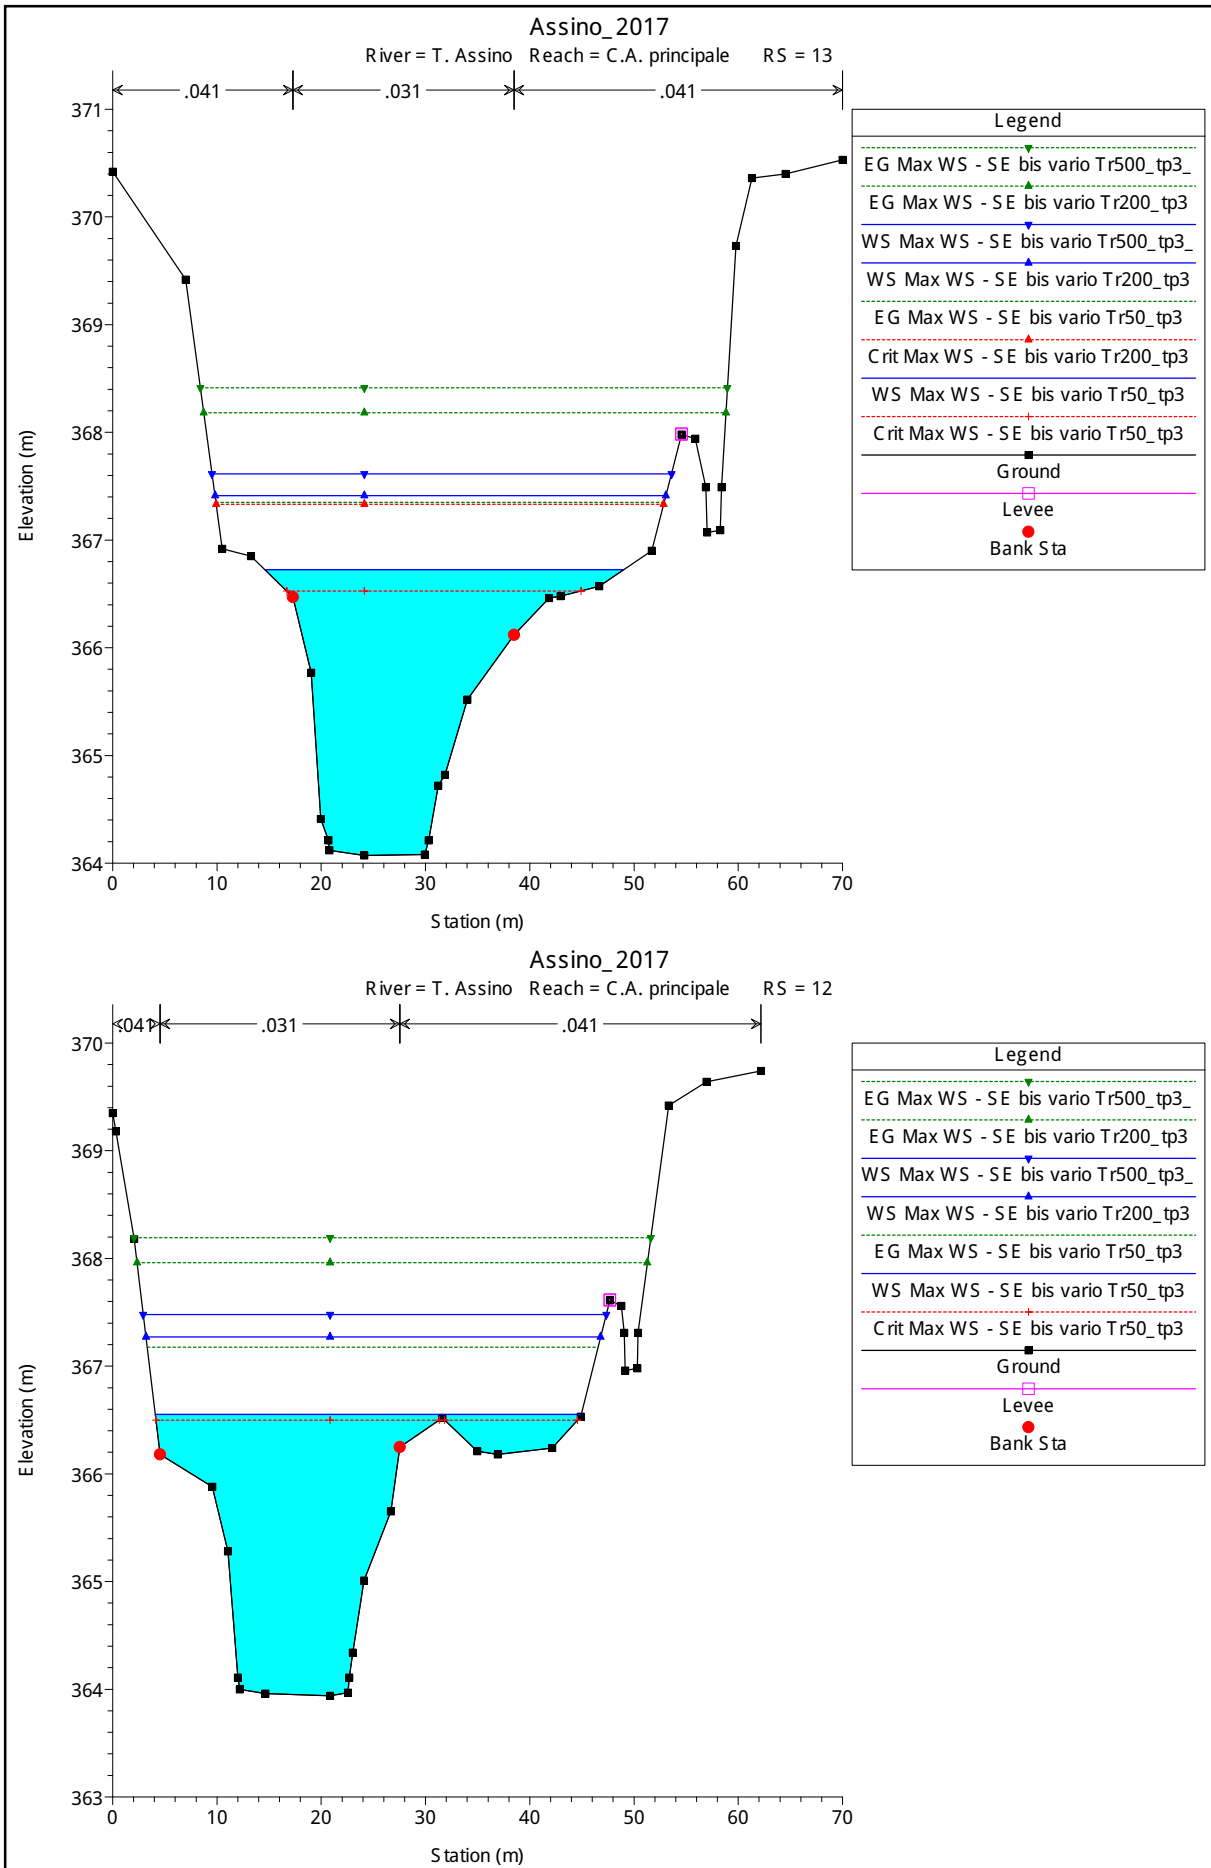 Assino_2017
River = T. Assino Reach = C.A. principale RS = 13
.041 .031 .041
371
370
369
368
367
366
365
364
Elevation (m)
0 10 20 30 40 50 60 70
Station (m)
Legend
EG Max WS - SE bis vario Tr500_tp3_
EG Max WS - SE bis vario Tr200_tp3
WS Max WS - SE bis vario Tr500_tp3_
WS Max WS - SE bis vario Tr200_tp3
EG Max WS - SE bis vario Tr50_tp3
Crit Max WS - SE bis vario Tr200_tp3
WS Max WS - SE bis vario Tr50_tp3
Crit Max WS - SE bis vario Tr50_tp3
Ground
Levee
Bank Sta
Assino_2017
River = T. Assino Reach = C.A. principale RS = 12
.041 .031 .041
370
369
368
367
366
365
364
363
Elevation (m)
0 10 20 30 40 50 60 70
Station (m)
Legend
EG Max WS - SE bis vario Tr500_tp3_
EG Max WS - SE bis vario Tr200_tp3
WS Max WS - SE bis vario Tr500_tp3_
WS Max WS - SE bis vario Tr200_tp3
EG Max WS - SE bis vario Tr50_tp3
WS Max WS - SE bis vario Tr50_tp3
Crit Max WS - SE bis vario Tr50_tp3
Ground
Levee
Bank Sta